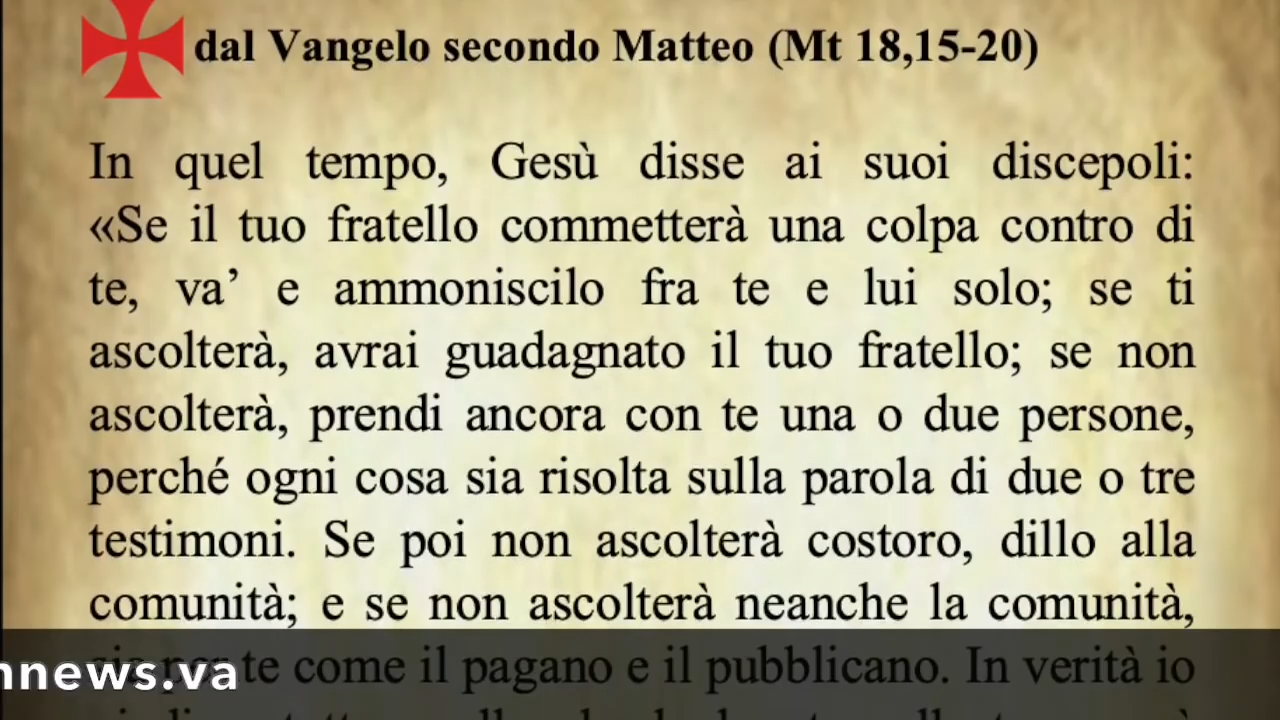 dal Vangelo secondo Matteo (Mt 18,15-20)
In quel tempo, Gesù disse ai suoi discepoli:
«Se il tuo fratello commetterà una colpa contro di
te, va’ e ammoniscilo fra te e lui solo; se ti
ascolterà, avrai guadagnato il tuo fratello; se non
ascolterà, prendi ancora con te una o due persone,
perché ogni cosa sia risolta sulla parola di due o tre
testimoni. Se poi non ascolterà costoro, dillo alla
comunità; e se non ascolterà neanche la comunità,
sia per te come il pagano e il pubblicano. In verità io
nnews.va